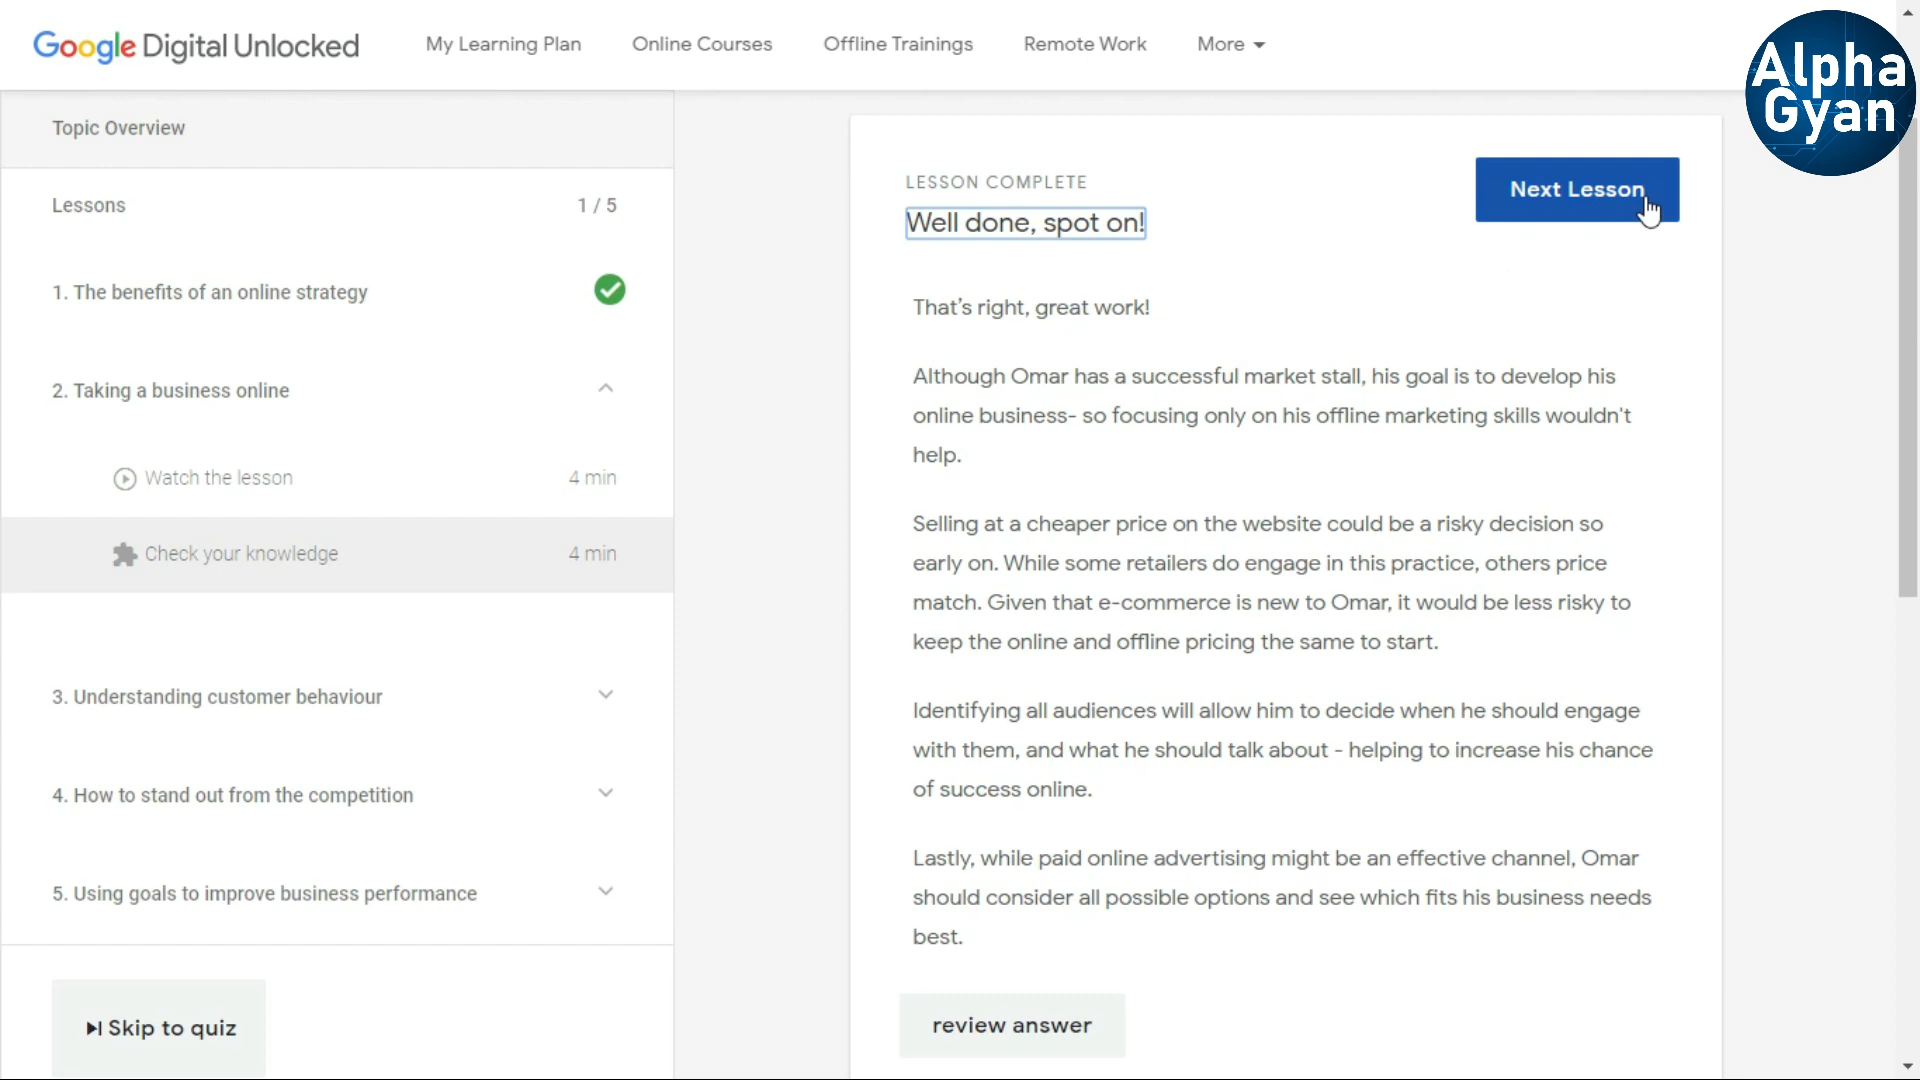 Google Digital Unlocked
My Learning Plan
Online Courses
Offline Trainings
Remote Work
More
Alpha
Gyan
Topic Overview
Lessons
1 / 5
1. The benefits of an online strategy
2. Taking a business online
Watch the lesson
4 min
Check your knowledge
4 min
3. Understanding customer behaviour
4. How to stand out from the competition
5. Using goals to improve business performance
Skip to quiz
LESSON COMPLETE
Well done, spot on!
Next Lesson
That’s right, great work!
Although Omar has a successful market stall, his goal is to develop his
online business- so focusing only on his offline marketing skills wouldn't
help.
Selling at a cheaper price on the website could be a risky decision so
early on. While some retailers do engage in this practice, others price
match. Given that e-commerce is new to Omar, it would be less risky to
keep the online and offline pricing the same to start.
Identifying all audiences will allow him to decide when he should engage
with them, and what he should talk about - helping to increase his chance
of success online.
Lastly, while paid online advertising might be an effective channel, Omar
should consider all possible options and see which fits his business needs
best.
review answer